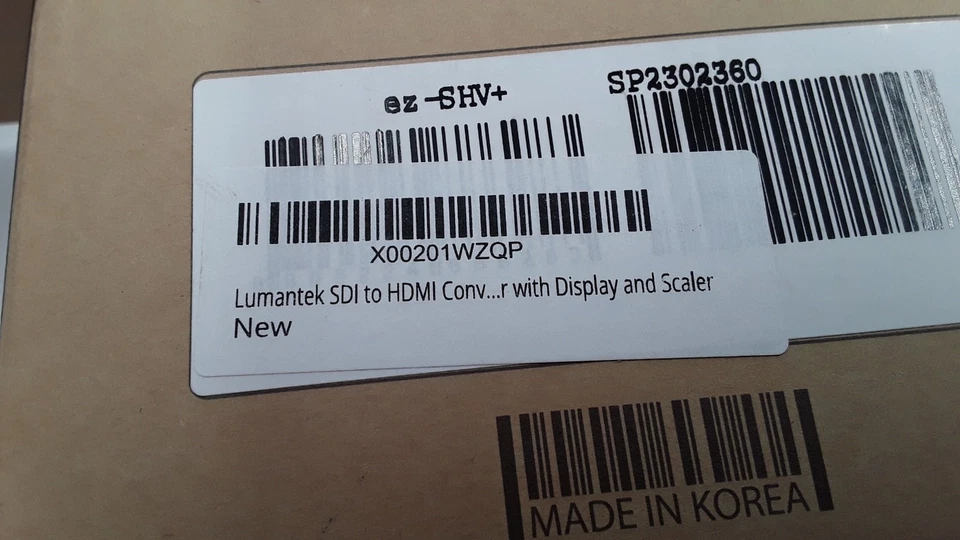 ez-SHV+
SP2302360
X00201WZQP
Lumantek SDI to HDMI Conv...r with Display and Scaler
New
MADE IN KOREA